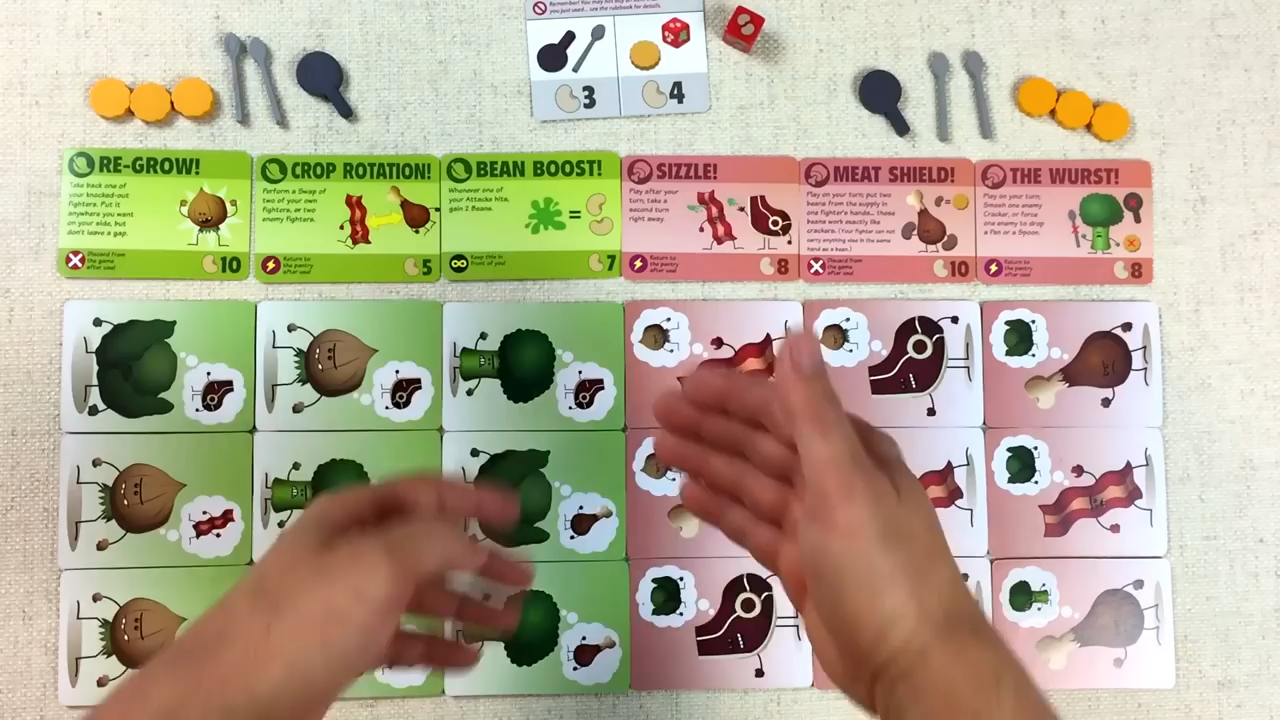 Remember! You may not buy an item that
you just used... see the rulebook for details.
3
4
RE-GROW!
Take back one of
your knocked-out
fighters. Put it
anywhere you want
on your side, but
don't leave a gap.
Discard from
the game
after use!
10
CROP ROTATION!
Perform a Swap of
two of your own
fighters, or two
enemy fighters.
Return to
the pantry
after use!
5
BEAN BOOST!
Whenever one of
your Attacks hits,
gain 2 Beans.
=
Keep this in
front of you!
7
SIZZLE!
Play after your
turn; take a
second turn
right away.
Return to
the pantry
after use!
8
MEAT SHIELD!
Play on your turn; put two
beans from the supply in
one fighter's hands... those
beans work exactly like
crackers. (Your fighter can not
carry anything else in the same
hand as a bean.)
=
Discard from
the game
after use!
10
THE WURST!
Play on your turn;
Smash one enemy
Cracker, or force
one enemy to drop
a Pan or a Spoon.
Return to
the pantry
after use!
8